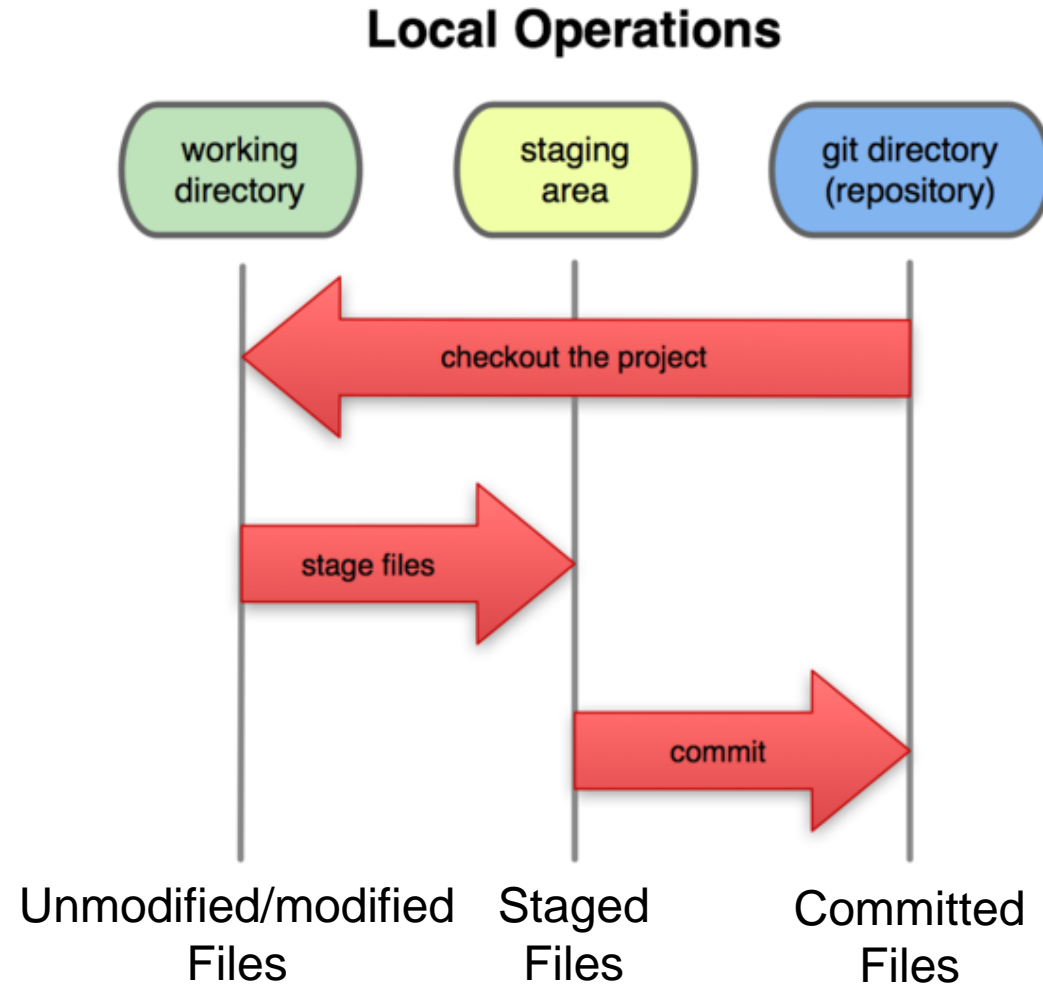 Local Operations
working
directory
staging
area
git directory
(repository)
checkout the project
stage files
commit
Unmodified/modified
Files
Staged
Files
Committed
Files